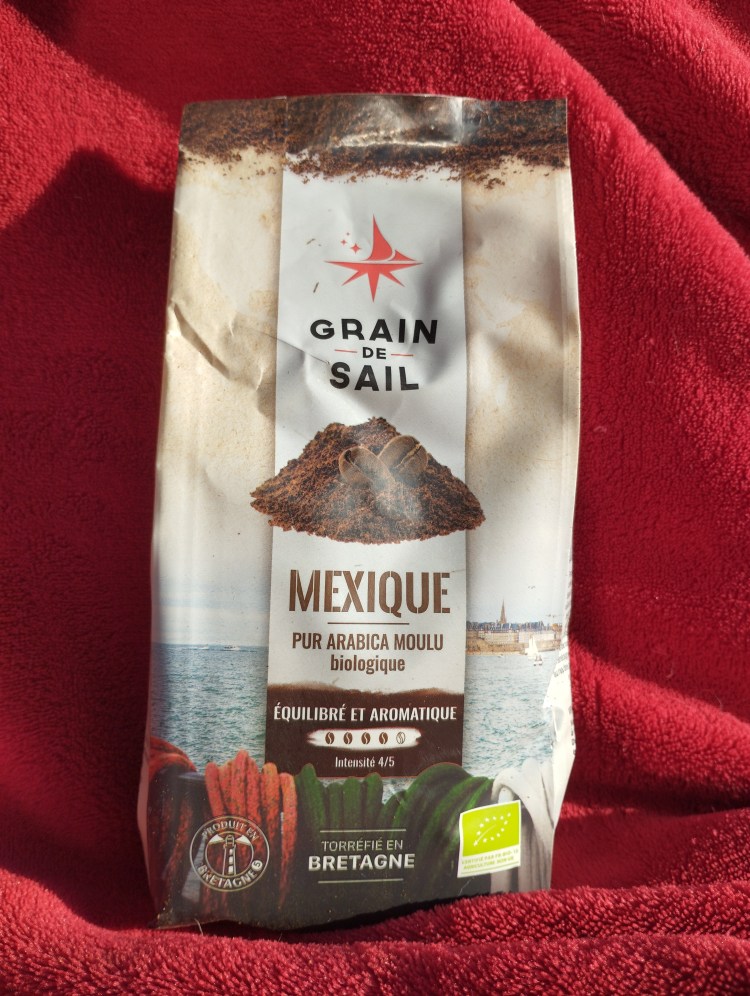 GRAIN
DE
SAIL
MEXIQUE
PUR ARABICA MOULU
biologique
ÉQUILIBRÉ ET AROMATIQUE
Intensité 4/5
PRODUIT EN
BRETAGNE
TORRÉFIÉ EN
BRETAGNE